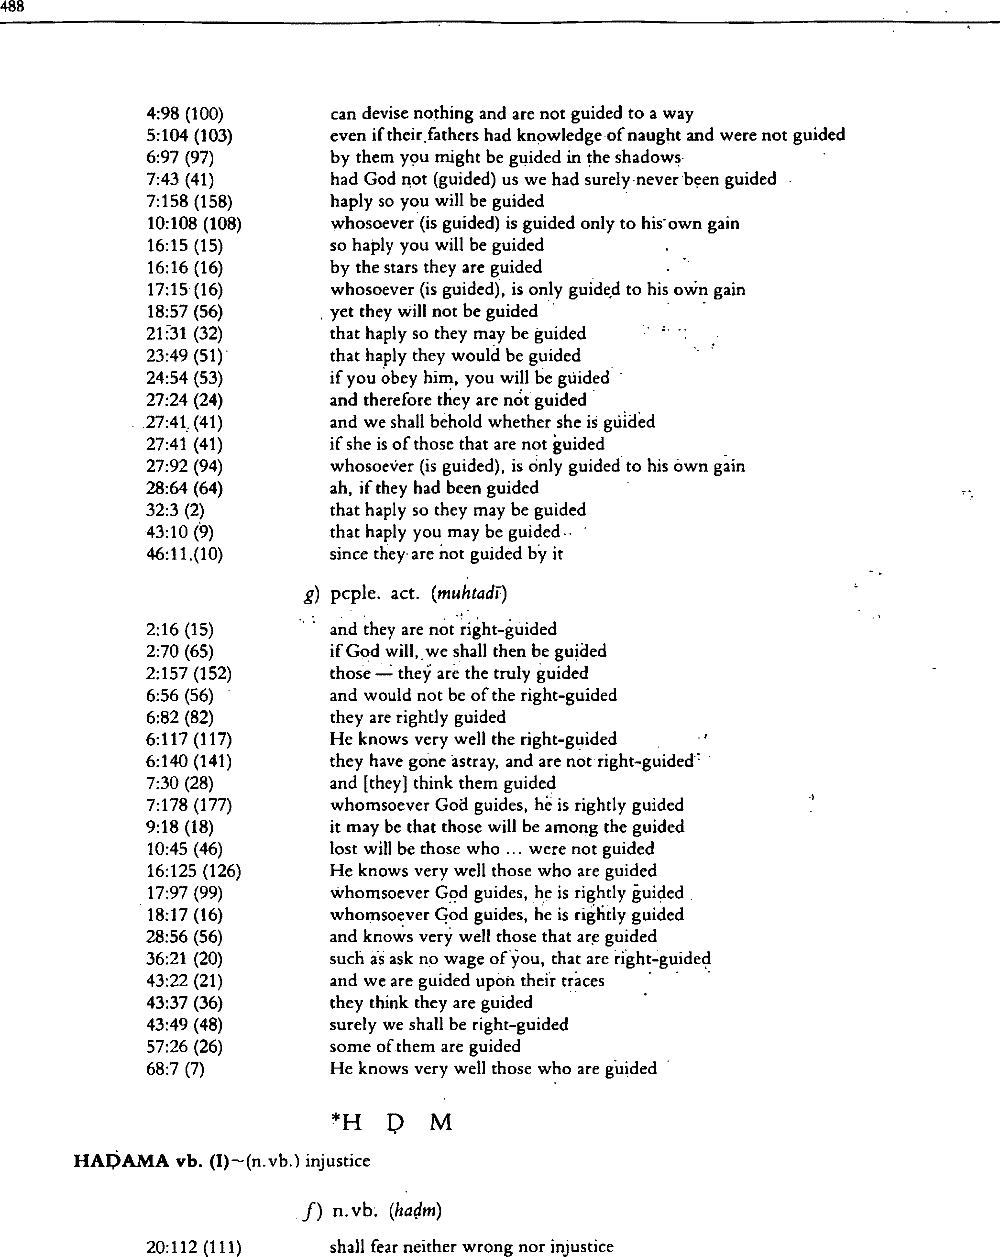 488
4:98 (100) can devise nothing and are not guided to a way
5:104 (103) even if their fathers had knowledge of naught and were not guided
6:97 (97) by them you might be guided in the shadows
7:43 (41) had God not (guided) us we had surely never been guided
7:158 (158) haply so you will be guided
10:108 (108) whosoever (is guided) is guided only to his own gain
16:15 (15) so haply you will be guided
16:16 (16) by the stars they are guided
17:15 (16) whosoever (is guided), is only guided to his own gain
18:57 (56) yet they will not be guided
21:31 (32) that haply so they may be guided
23:49 (51) that haply they would be guided
24:54 (53) if you obey him, you will be guided
27:24 (24) and therefore they are not guided
27:41 (41) and we shall behold whether she is guided
27:41 (41) if she is of those that are not guided
27:92 (94) whosoever (is guided), is only guided to his own gain
28:64 (64) ah, if they had been guided
32:3 (2) that haply so they may be guided
43:10 (9) that haply you may be guided
46:11 (10) since they are not guided by it
g) pcple. act. (muhtadī)
2:16 (15) and they are not right-guided
2:70 (65) if God will, we shall then be guided
2:157 (152) those — they are the truly guided
6:56 (56) and would not be of the right-guided
6:82 (82) they are rightly guided
6:117 (117) He knows very well the right-guided
6:140 (141) they have gone astray, and are not right-guided
7:30 (28) and [they] think them guided
7:178 (177) whomsoever God guides, he is rightly guided
9:18 (18) it may be that those will be among the guided
10:45 (46) lost will be those who ... were not guided
16:125 (126) He knows very well those who are guided
17:97 (99) whomsoever God guides, he is rightly guided
18:17 (16) whomsoever God guides, he is rightly guided
28:56 (56) and knows very well those that are guided
36:21 (20) such as ask no wage of you, that are right-guided
43:22 (21) and we are guided upon their traces
43:37 (36) they think they are guided
43:49 (48) surely we shall be right-guided
57:26 (26) some of them are guided
68:7 (7) He knows very well those who are guided
*H Ḍ M
HAḌAMA vb. (I)~(n.vb.) injustice
f) n.vb. (haḍm)
20:112 (111) shall fear neither wrong nor injustice